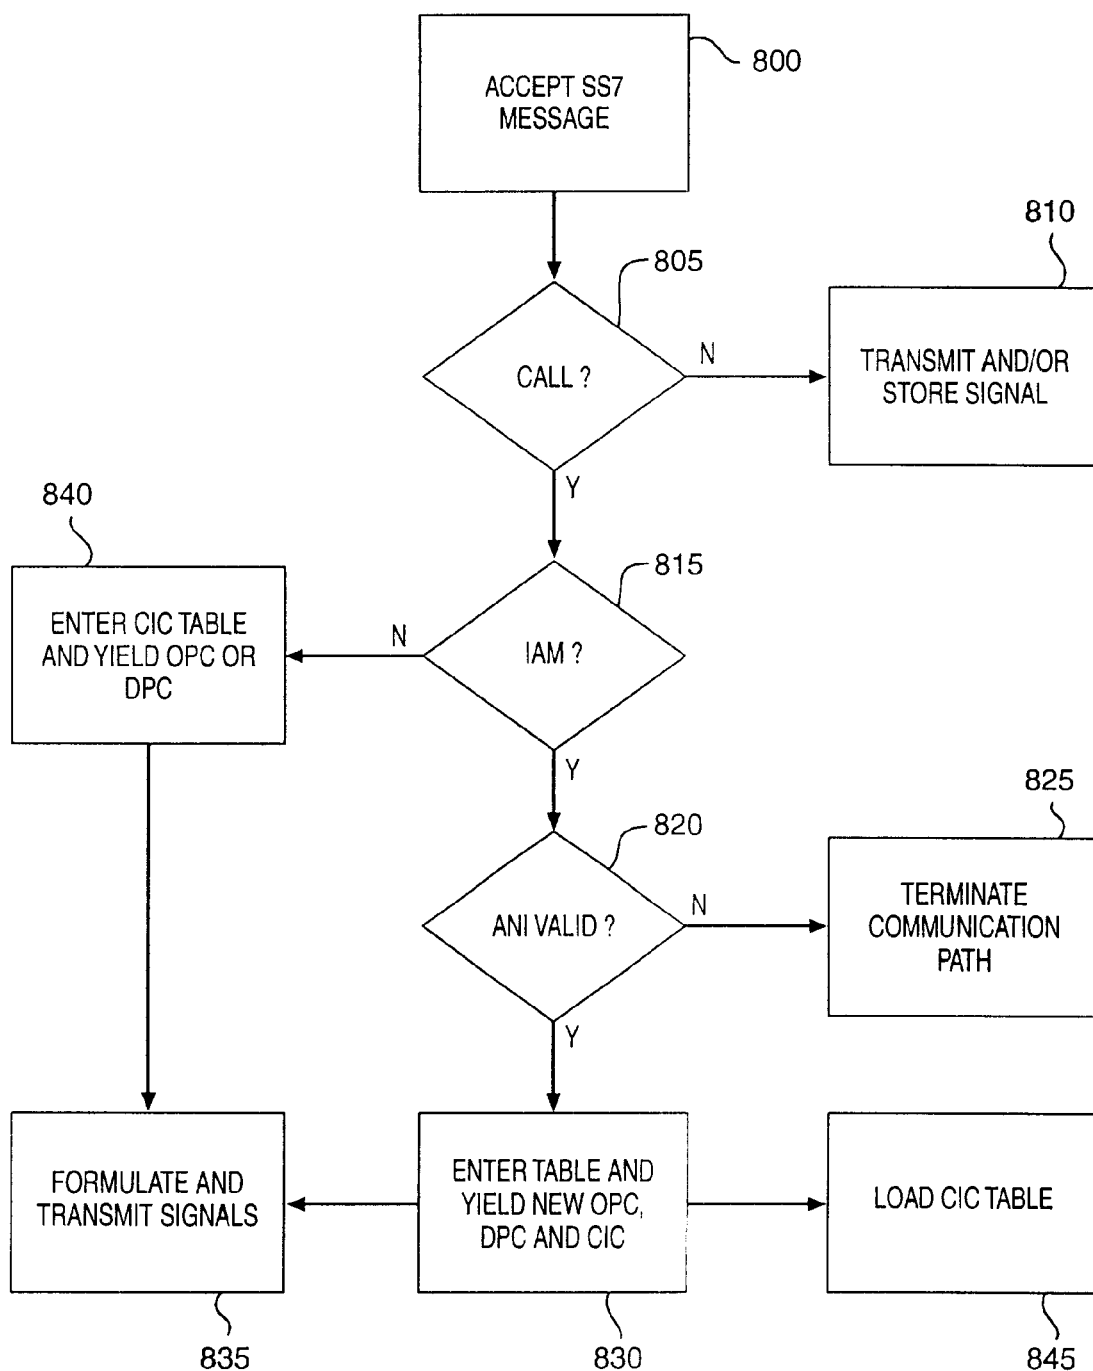 ACCEPT SS7
MESSAGE
800
805
CALL ?
N
Y
810
TRANSMIT AND/OR
STORE SIGNAL
840
ENTER CIC TABLE
AND YIELD OPC OR
DPC
815
IAM ?
N
Y
820
ANI VALID ?
N
Y
825
TERMINATE
COMMUNICATION
PATH
FORMULATE AND
TRANSMIT SIGNALS
835
ENTER TABLE AND
YIELD NEW OPC,
DPC AND CIC
830
LOAD CIC TABLE
845